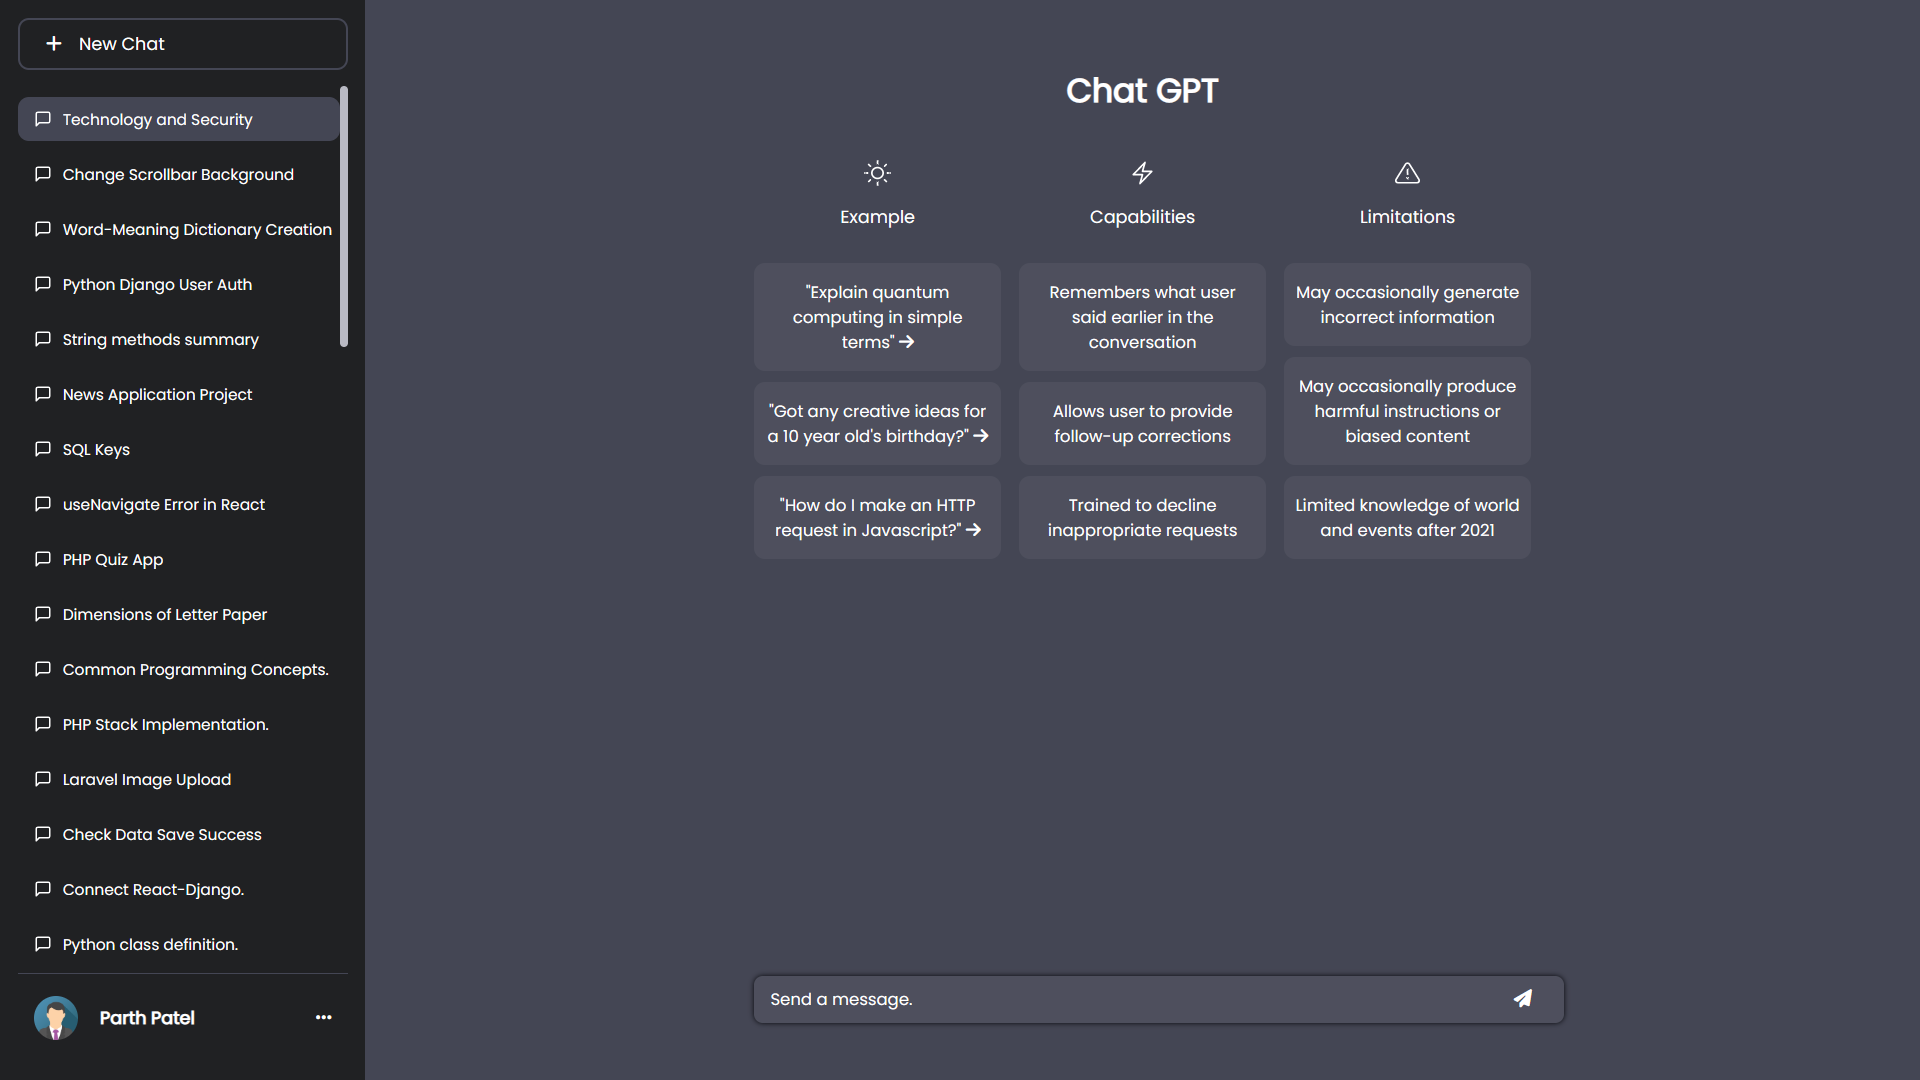 New Chat
Technology and Security
Change Scrollbar Background
Word-Meaning Dictionary Creation
Python Django User Auth
String methods summary
News Application Project
SQL Keys
useNavigate Error in React
PHP Quiz App
Dimensions of Letter Paper
Common Programming Concepts.
PHP Stack Implementation.
Laravel Image Upload
Check Data Save Success
Connect React-Django.
Python class definition.
Parth Patel
Chat GPT
Example
"Explain quantum
computing in simple
terms"
"Got any creative ideas for
a 10 year old's birthday?"
"How do I make an HTTP
request in Javascript?"
Capabilities
Remembers what user
said earlier in the
conversation
Allows user to provide
follow-up corrections
Trained to decline
inappropriate requests
Limitations
May occasionally generate
incorrect information
May occasionally produce
harmful instructions or
biased content
Limited knowledge of world
and events after 2021
Send a message.